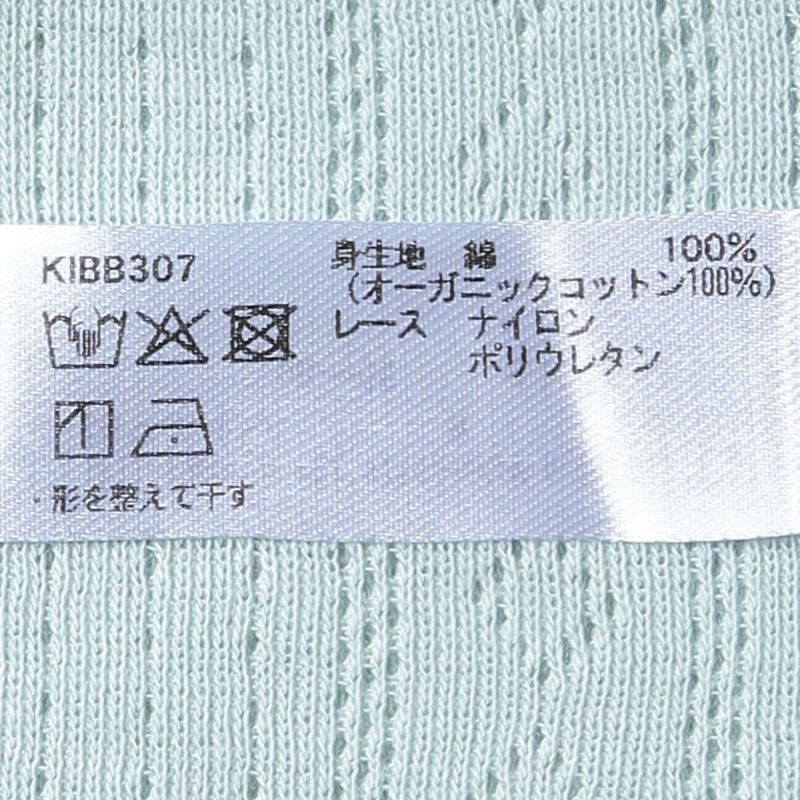 KIBB307
身生地 綿 100%
(オーガニックコットン100%)
レース ナイロン
ポリウレタン
・形を整えて干す